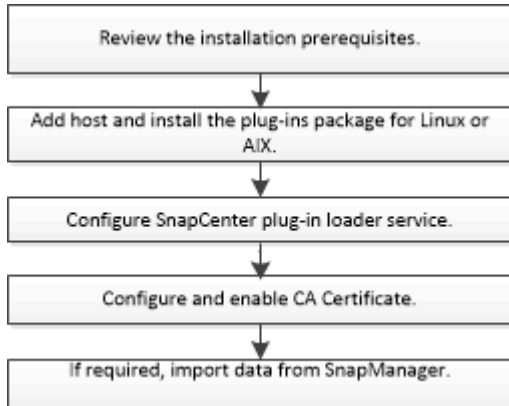 Review the installation prerequisites.
Add host and install the plug-ins package for Linux or
AIX.
Configure SnapCenter plug-in loader service.
Configure and enable CA Certificate.
If required, import data from SnapManager.